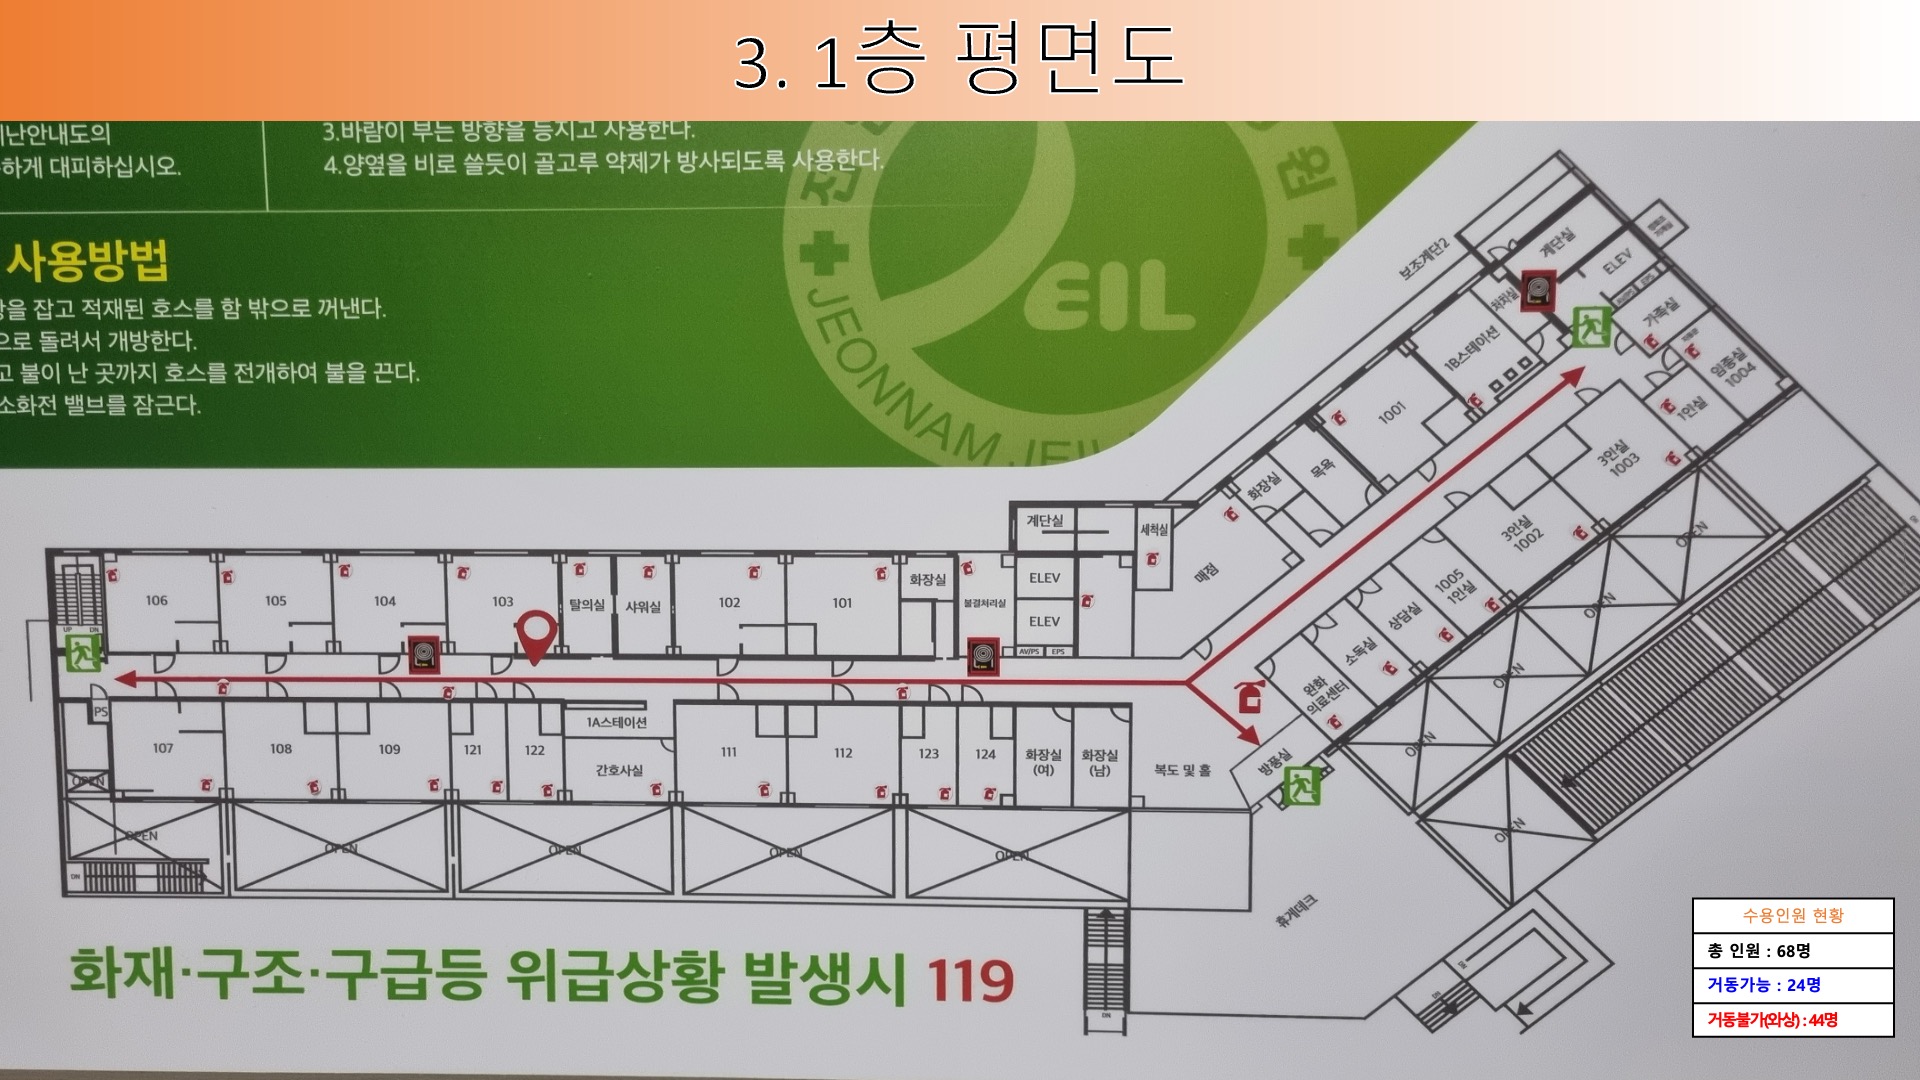 3. 1층 평면도
난안내도의
하게 대피하십시오.
3.바람이 부는 방향을 등지고 사용한다.
4.양옆을 비로 쓸듯이 골고루 약제가 방사되도록 사용한다.
사용방법
을 잡고 적재된 호스를 함 밖으로 꺼낸다.
으로 돌려서 개방한다.
고 불이 난 곳까지 호스를 전개하여 불을 끈다.
소화전 밸브를 잠근다.
EIL
JEONNAM JEIL
보조계단2
계단실
ELEV
AV/PS
EPS
처치실
가족실
1B스테이션
임종실
1004
1인실
1001
3인실
1003
목욕
화장실
3인실
1002
매점
1005
1인실
상담실
소독실
완화
의료센터
방풍실
계단실
세척실
ELEV
ELEV
AV/PS
EPS
불결처리실
화장실
106
105
104
103
탈의실
샤워실
102
101
UP
DN
PS
107
108
109
121
122
1A스테이션
간호사실
111
112
123
124
화장실
(여)
화장실
(남)
복도 및 홀
OPEN
OPEN
OPEN
OPEN
OPEN
OPEN
OPEN
OPEN
OPEN
OPEN
OPEN
DN
DN
DN
DN
휴게데크
화재·구조·구급등 위급상황 발생시 119
수용인원 현황
총 인원 : 68명
거동가능 : 24명
거동불가(와상) : 44명